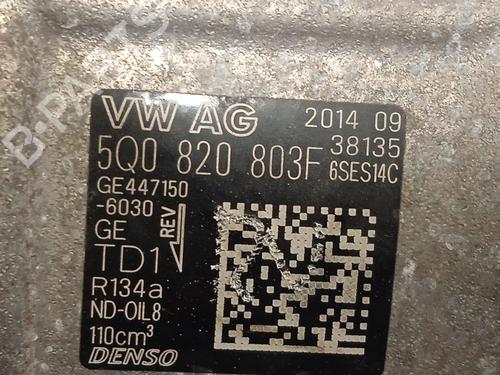 VW AG 2014 09
38135
5Q0 820 803F 6SES14C
GE447150
-6030
REV
GE
TD1
R134a
ND-OIL8
110cm³
DENSO
B-PARTS